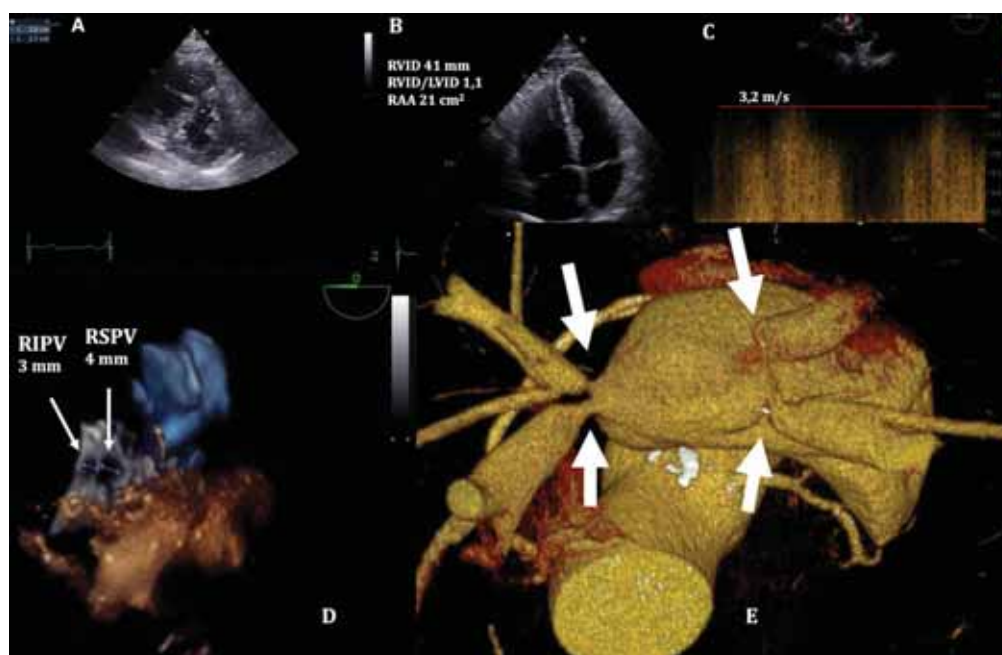 A
B
RVID 41 mm
RVID/LVID 1,1
RAA 21 cm²
C
3,2 m/s
RIPV
3 mm
RSPV
4 mm
D
E